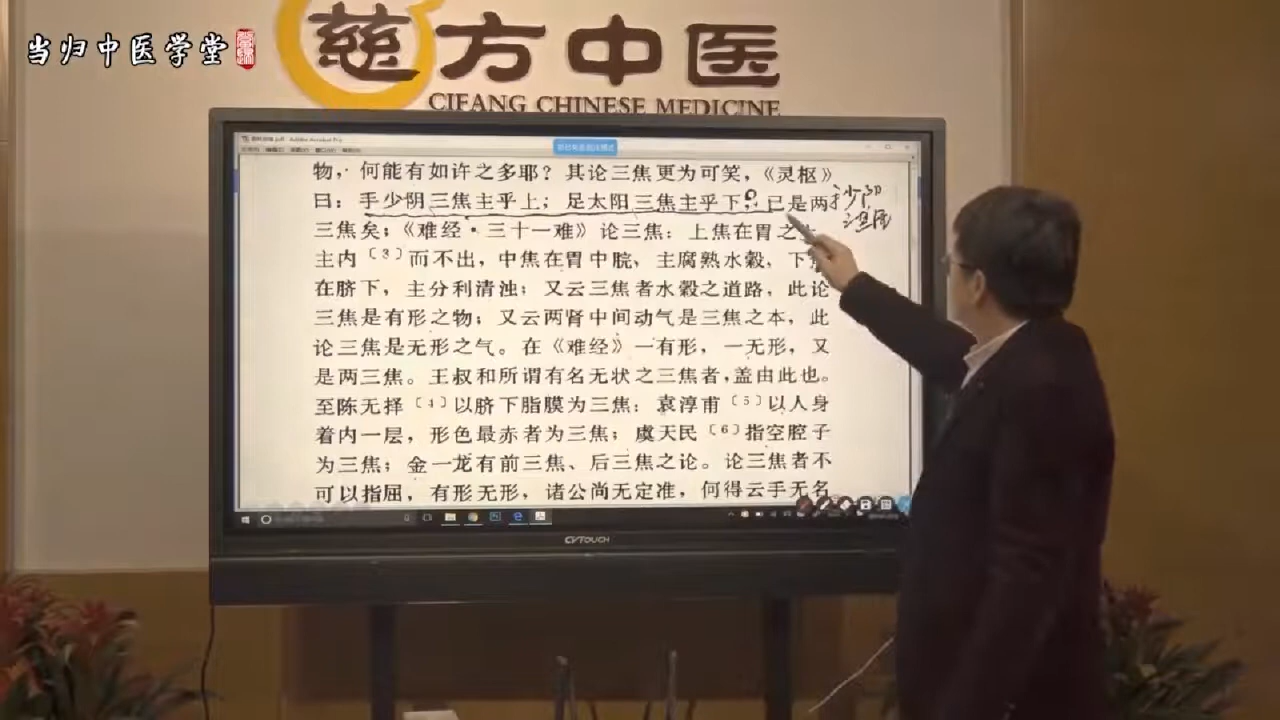 当归中医学堂
慈方中医
CIFANG CHINESE MEDICINE
物，何能有如许之多耶？其论三焦更为可笑，《灵枢》
曰：手少阴三焦主乎上；足太阳三焦主乎下；已是两
三焦矣；《难经·三十一难》论三焦：上焦在胃之
主内〔3〕而不出，中焦在胃中脘，主腐熟水榖，下
在脐下，主分利清浊；又云三焦者水榖之道路，此论
三焦是有形之物；又云两肾中间动气是三焦之本，此
论三焦是无形之气。在《难经》一有形，一无形，又
是两三焦。王叔和所谓有名无状之三焦者，盖由此也。
至陈无择〔4〕以脐下脂膜为三焦；袁淳甫〔5〕以人身
着内一层，形色最赤者为三焦；虞天民〔6〕指空腔子
为三焦；金一龙有前三焦、后三焦之论。论三焦者不
可以指屈，有形无形，诸公尚无定准，何得云手无名
CVTOUCH